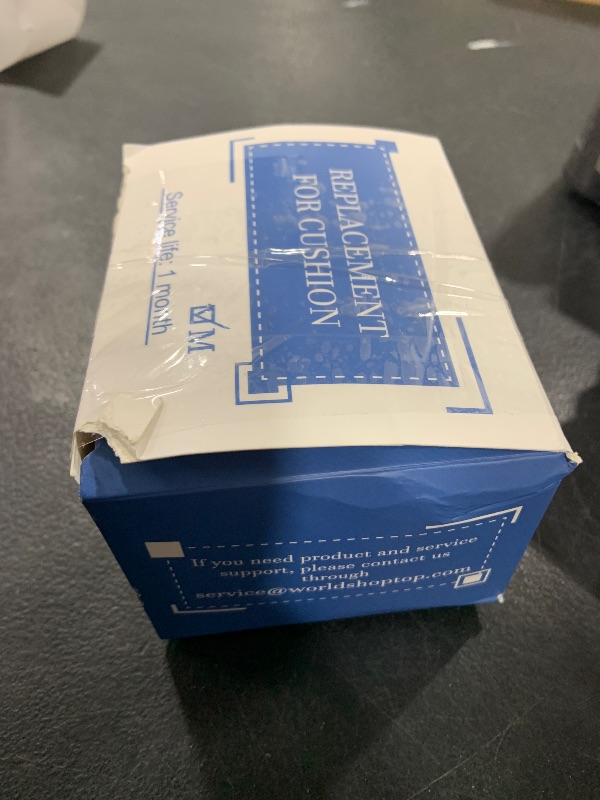 REPLACEMENT
FOR CUSHION
M
Service life: 1 month
If you need product and service
support, please contact us
through
service@worldshoptop.com